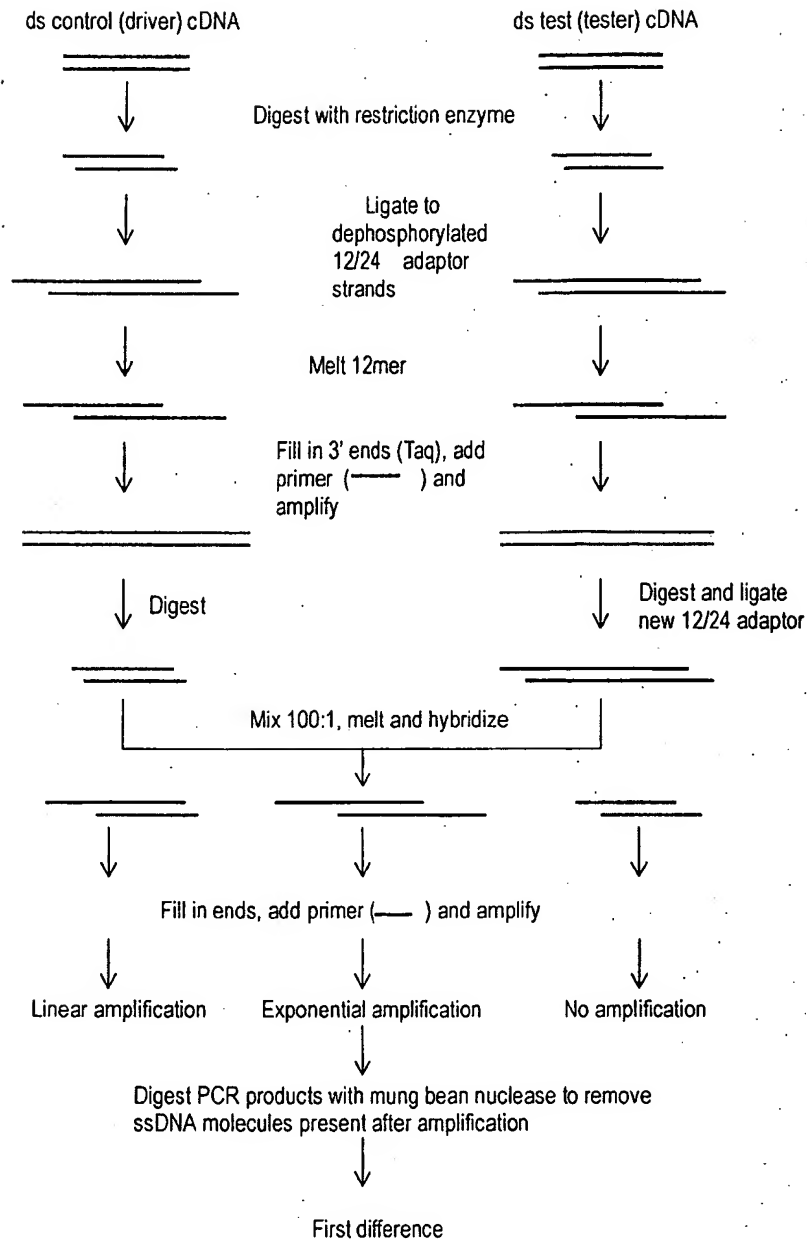 ds control (driver) cDNA
ds test (tester) cDNA
Digest with restriction enzyme
Ligate to
dephosphorylated
12/24 adaptor
strands
Melt 12mer
Fill in 3' ends (Taq), add
primer ( ) and
amplify
Digest
Digest and ligate
new 12/24 adaptor
Mix 100:1, melt and hybridize
Fill in ends, add primer ( ) and amplify
Linear amplification
Exponential amplification
No amplification
Digest PCR products with mung bean nuclease to remove
ssDNA molecules present after amplification
First difference